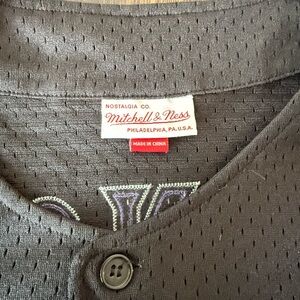 NOSTALGIA CO.
Mitchell & Ness
PHILADELPHIA, PA. U.S.A.
MADE IN CHINA